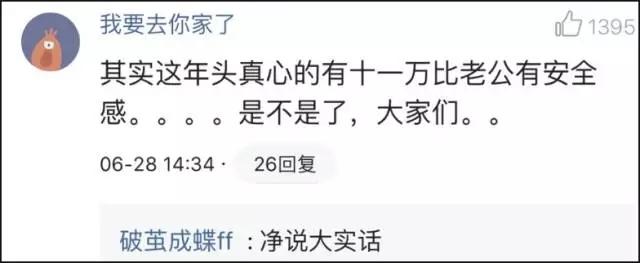 我要去你家了
1395
其实这年头真心的有十一万比老公有安全
感。。。。是不是了，大家们。。
06-28 14:34 · 26回复
破茧成蝶ff ：净说大实话